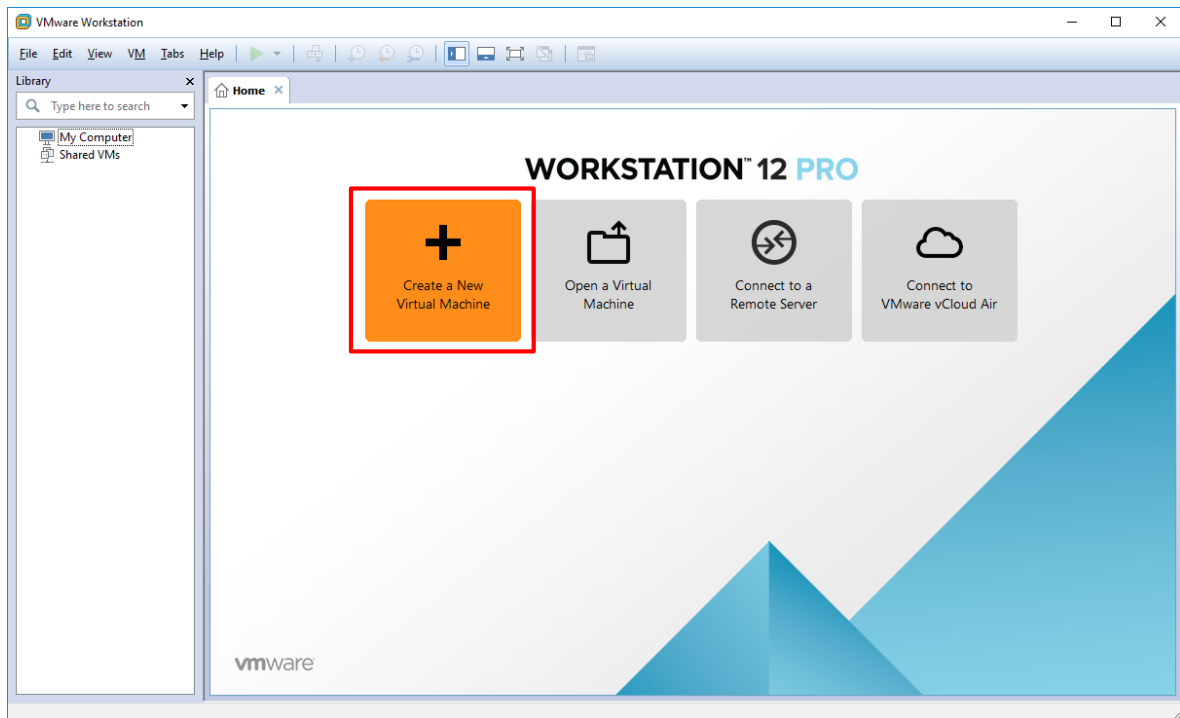 VMware Workstation
File Edit View VM Tabs Help
Library
Type here to search
Home
My Computer
Shared VMs
WORKSTATION™ 12 PRO
Create a New
Virtual Machine
Open a Virtual
Machine
Connect to a
Remote Server
Connect to
VMware vCloud Air
vmware